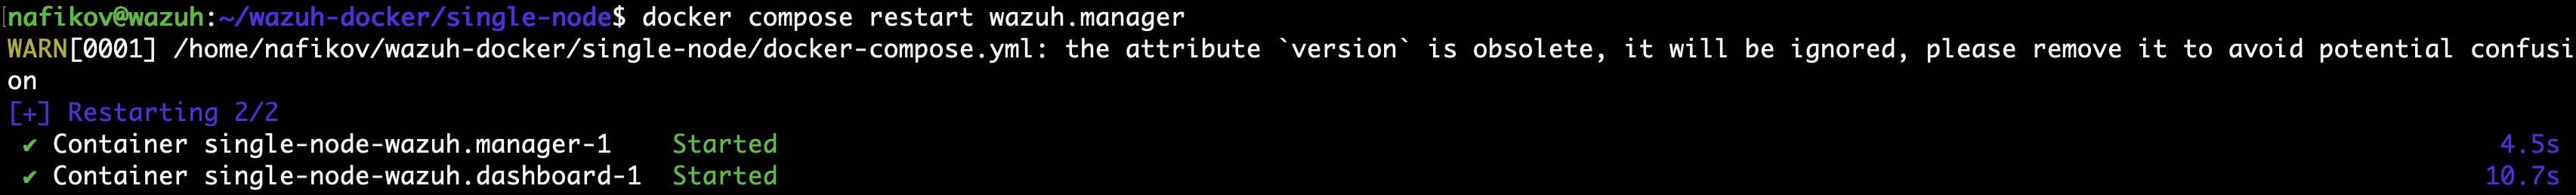 [nafikov@wazuh:~/wazuh-docker/single-node$ docker compose restart wazuh.manager
WARN[0001] /home/nafikov/wazuh-docker/single-node/docker-compose.yml: the attribute `version` is obsolete, it will be ignored, please remove it to avoid potential confusi
on
[+] Restarting 2/2
✔ Container single-node-wazuh.manager-1    Started    4.5s
✔ Container single-node-wazuh.dashboard-1  Started    10.7s